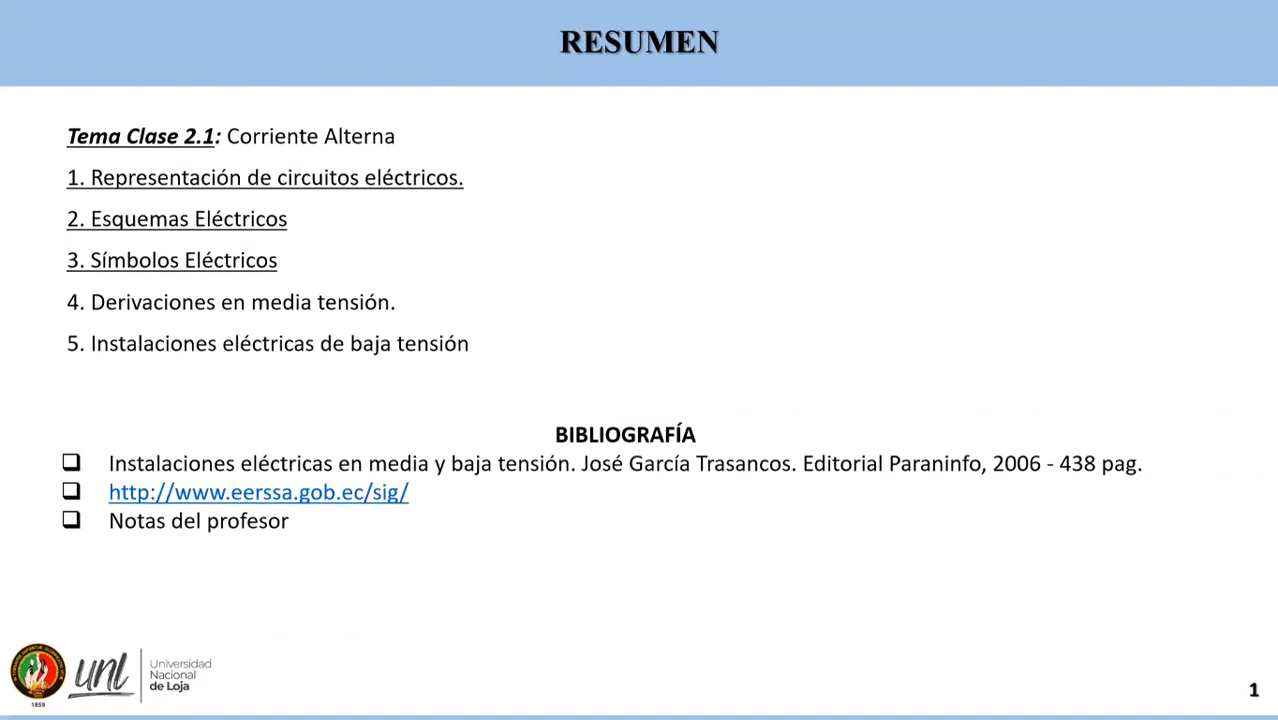 RESUMEN
Tema Clase 2.1: Corriente Alterna
1. Representación de circuitos eléctricos.
2. Esquemas Eléctricos
3. Símbolos Eléctricos
4. Derivaciones en media tensión.
5. Instalaciones eléctricas de baja tensión
BIBLIOGRAFÍA
Instalaciones eléctricas en media y baja tensión. José García Trasancos. Editorial Paraninfo, 2006 - 438 pag.
http://www.eerssa.gob.ec/sig/
Notas del profesor
1859
unl
Universidad
Nacional
de Loja
1